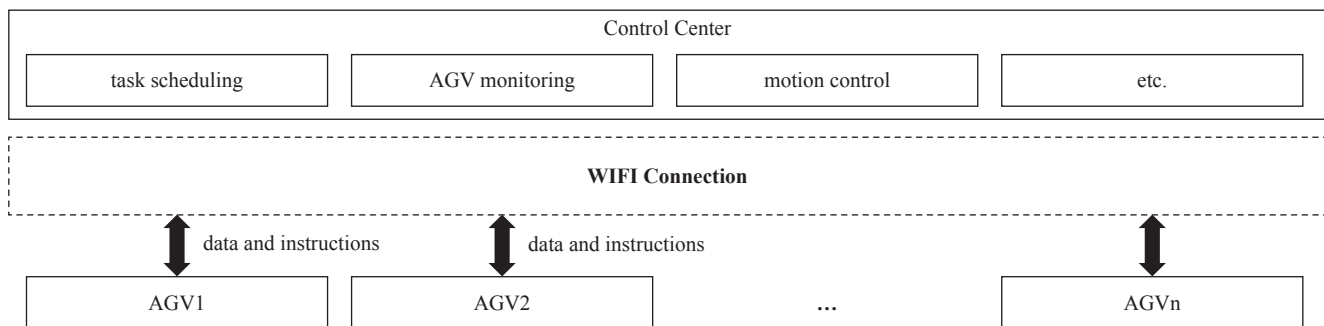 Control Center
task scheduling
AGV monitoring
motion control
etc.
WIFI Connection
data and instructions
data and instructions
AGV1
AGV2
...
AGVn